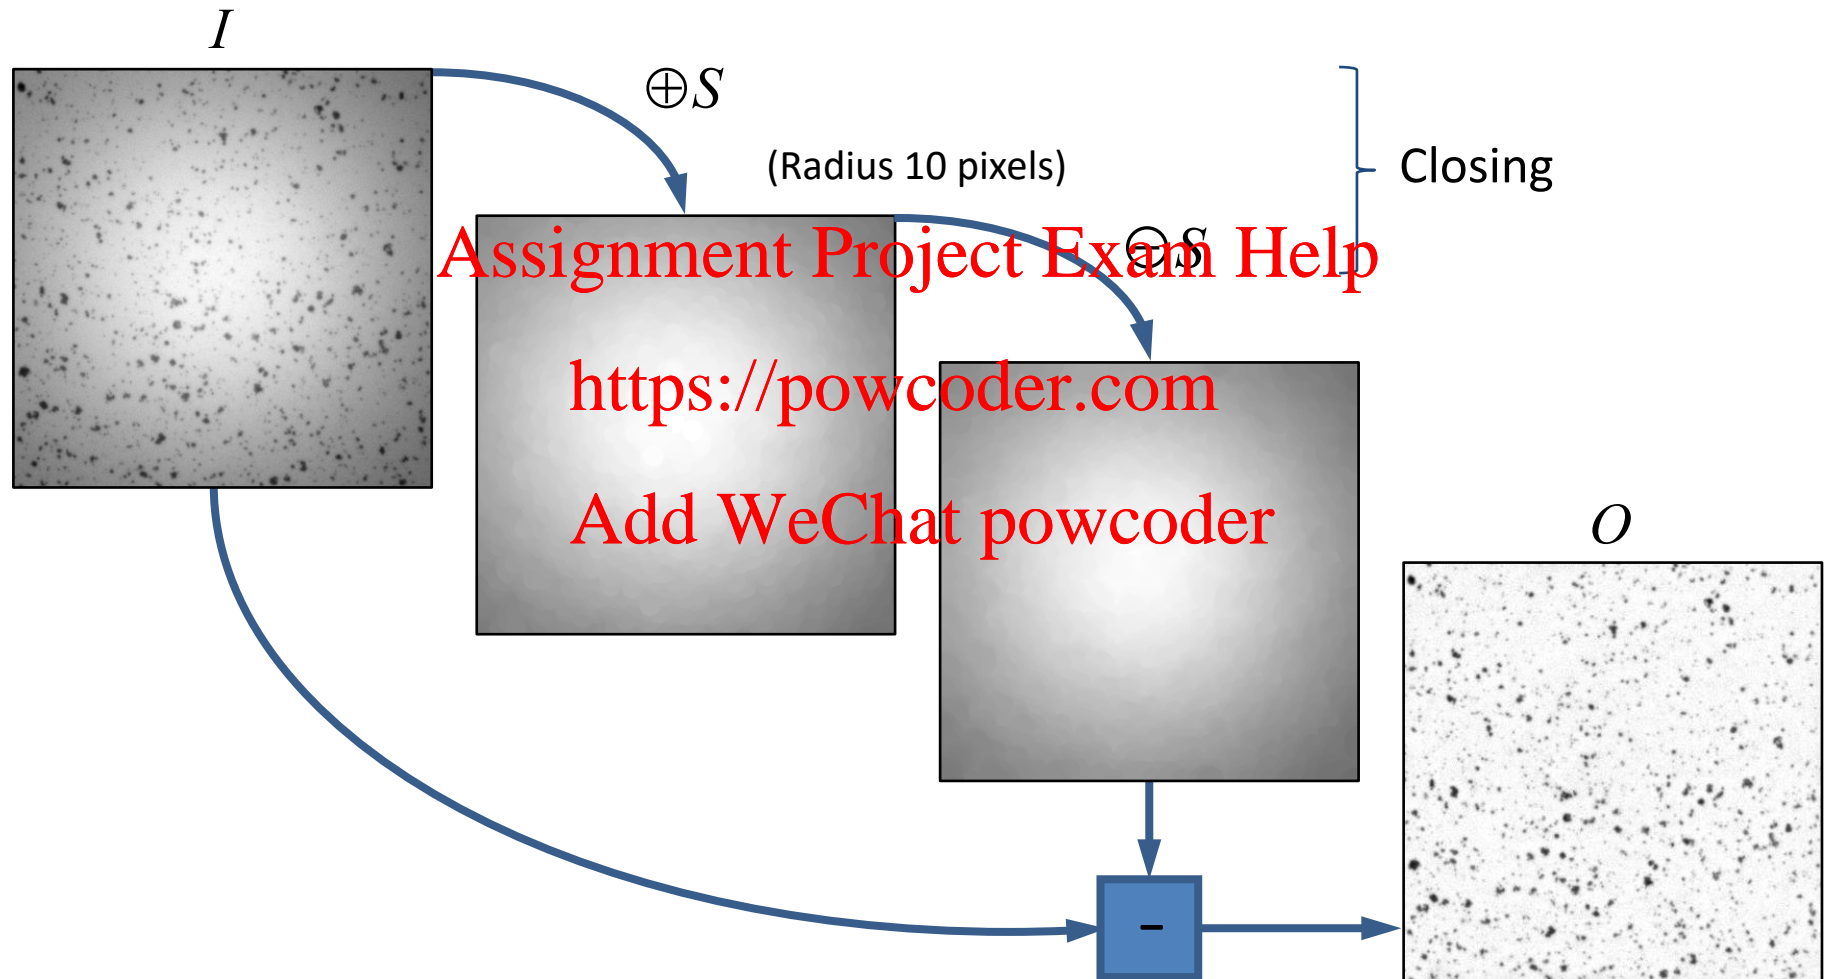 I
⊕S
(Radius 10 pixels)
Closing
⊖S
Assignment Project Exam Help
https://powcoder.com
Add WeChat powcoder
O
-